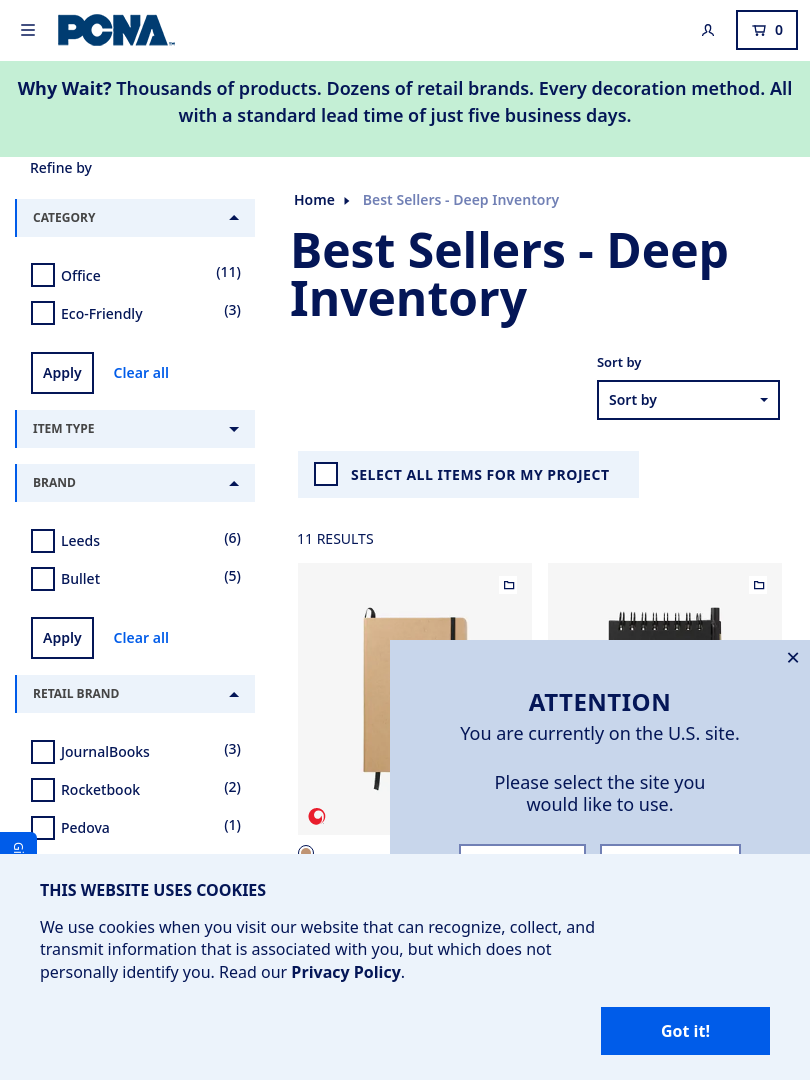 PCNA
0
Why Wait? Thousands of products. Dozens of retail brands. Every decoration method. All
with a standard lead time of just five business days.
Refine by
CATEGORY
Office (11)
Eco-Friendly (3)
Apply Clear all
ITEM TYPE
BRAND
Leeds (6)
Bullet (5)
Apply Clear all
RETAIL BRAND
JournalBooks (3)
Rocketbook (2)
Pedova (1)
Home Best Sellers - Deep Inventory
Best Sellers - Deep
Inventory
Sort by
Sort by
SELECT ALL ITEMS FOR MY PROJECT
11 RESULTS
ATTENTION
You are currently on the U.S. site.
Please select the site you
would like to use.
THIS WEBSITE USES COOKIES
We use cookies when you visit our website that can recognize, collect, and
transmit information that is associated with you, but which does not
personally identify you. Read our Privacy Policy.
Got it!